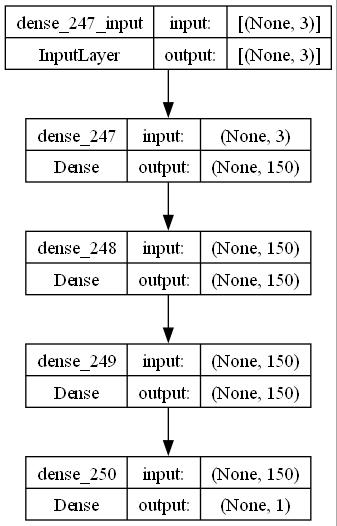 dense_247_input input: [(None, 3)]
InputLayer output: [(None, 3)]
dense_247 input: (None, 3)
Dense output: (None, 150)
dense_248 input: (None, 150)
Dense output: (None, 150)
dense_249 input: (None, 150)
Dense output: (None, 150)
dense_250 input: (None, 150)
Dense output: (None, 1)